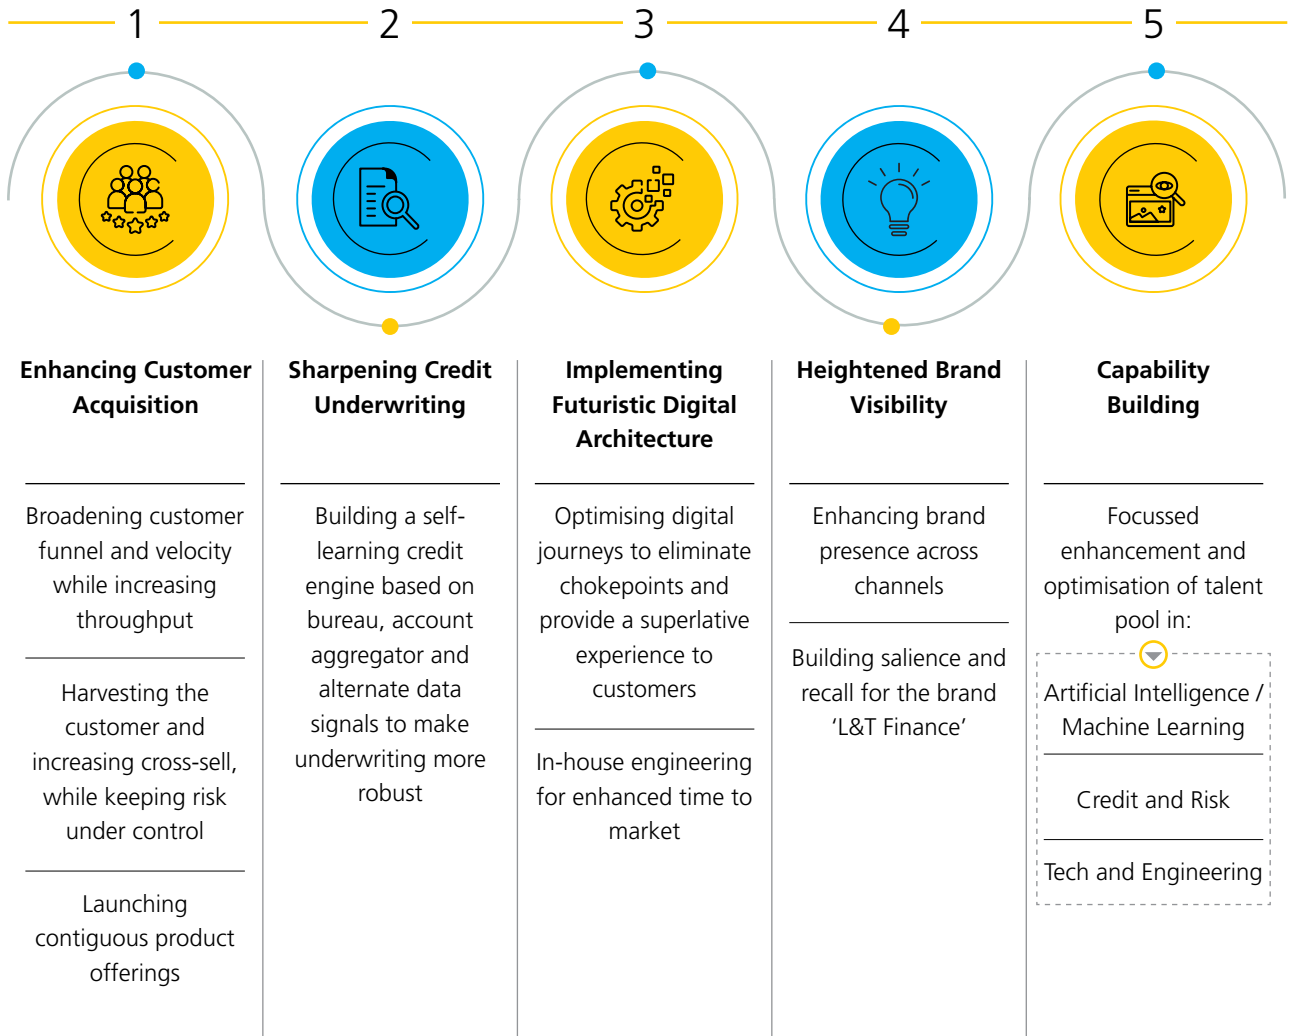 1
2
3
4
5
Enhancing Customer
Acquisition
Broadening customer
funnel and velocity
while increasing
throughput
Harvesting the
customer and
increasing cross-sell,
while keeping risk
under control
Launching
contiguous product
offerings
Sharpening Credit
Underwriting
Building a self-
learning credit
engine based on
bureau, account
aggregator and
alternate data
signals to make
underwriting more
robust
Implementing
Futuristic Digital
Architecture
Optimising digital
journeys to eliminate
chokepoints and
provide a superlative
experience to
customers
In-house engineering
for enhanced time to
market
Heightened Brand
Visibility
Enhancing brand
presence across
channels
Building salience and
recall for the brand
‘L&T Finance’
Capability
Building
Focussed
enhancement and
optimisation of talent
pool in:
Artificial Intelligence /
Machine Learning
Credit and Risk
Tech and Engineering